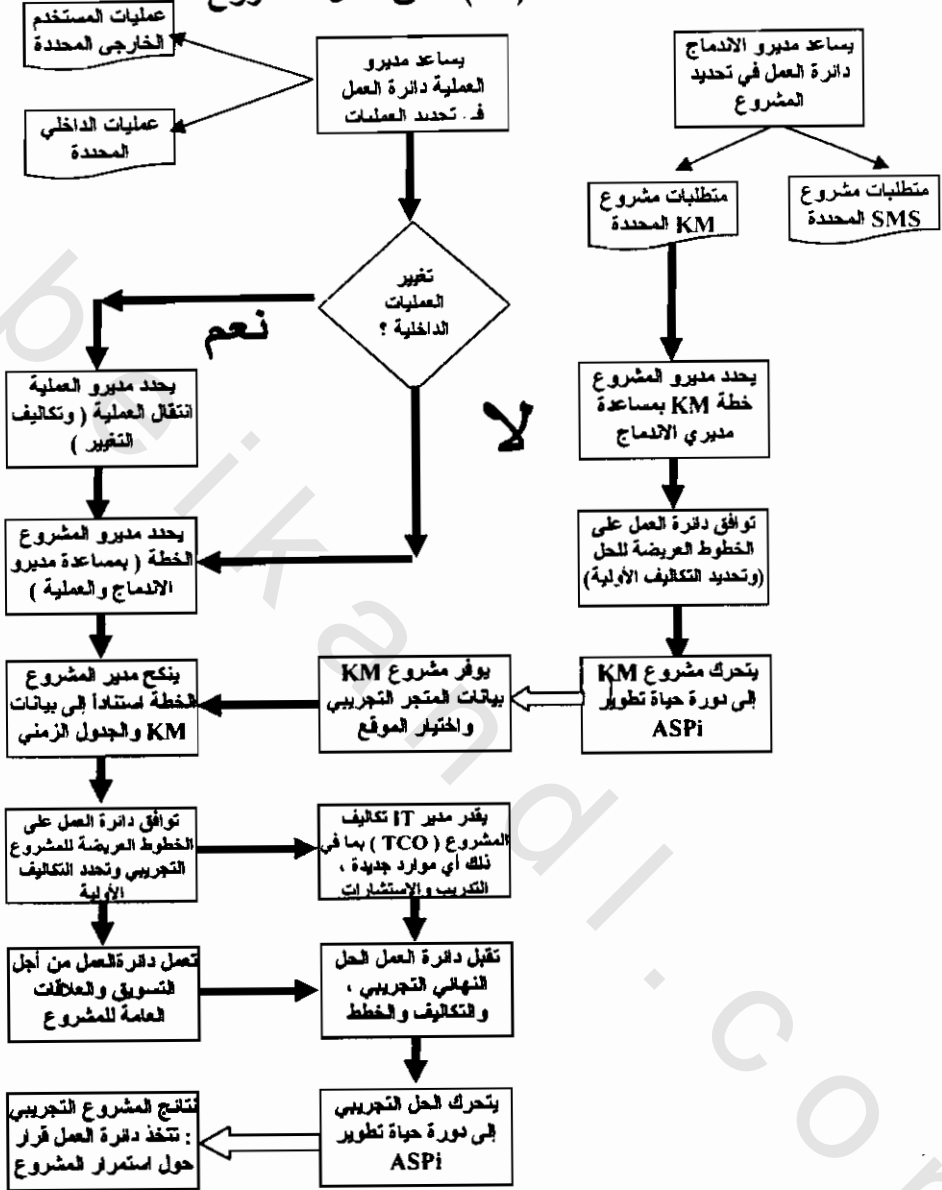 عمليات المستخدم
الخارجى المحددة
عمليات الداخلي
المحددة
يساعد مديرو
العملية دائرة العمل
فـ . تحديد العمليات
يساعد مديرو الاندماج
دائرة العمل في تحديد
المشروع
متطلبات مشروع
KM المحددة
متطلبات مشروع
SMS المحددة
تغيير
العمليات
الداخلية ؟
نعم
لا
يحدد مديرو العملية
انتقال العملية ( وتكاليف
التغيير )
يحدد مديرو المشروع
خطة KM بمساعدة
مديري الاندماج
يحدد مديرو المشروع
الخطة ( بمساعدة مديرو
الاندماج والعملية )
توافق دائرة العمل على
الخطوط العريضة للحل
(وتحديد التكاليف الأولية)
ينكح مدير المشروع
الخطة استناداً إلى بيانات
KM والجدول الزمني
يوفر مشروع KM
بيانات المتجر التجريبي
واختيار الموقع
يتحرك مشروع KM
إلى دورة حياة تطوير
ASPi
توافق دائرة العمل على
الخطوط العريضة للمشروع
التجريبي وتحدد التكاليف
الأولية
يقدر مدير IT تكاليف
المشروع ( TCO ) بما في
ذلك أي موارد جديدة ،
التدريب والإستشارات
تعمل دائرة العمل من أجل
التسويق والعلاقات
العامة للمشروع
تقبل دائرة العمل الحل
النهائي التجريبي ،
والتكاليف والخطط
نتائج المشروع التجريبي
: تتخذ دائرة العمل قرار
حول استمرار المشروع
يتحرك الحل التجريبي
إلى دورة حياة تطوير
ASPi
beikandl.com